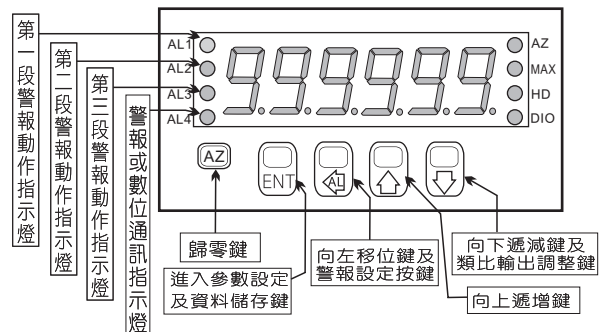 第一段警報動作指示燈
第二段警報動作指示燈
第三段警報動作指示燈
警報或數位通訊指示燈
AL1
AL2
AL3
AL4
999999
AZ
MAX
HD
DIO
AZ
ENT
AL
歸零鍵
進入參數設定
及資料儲存鍵
向左移位鍵及
警報設定按鍵
向下遞減鍵及
類比輸出調整鍵
向上遞增鍵